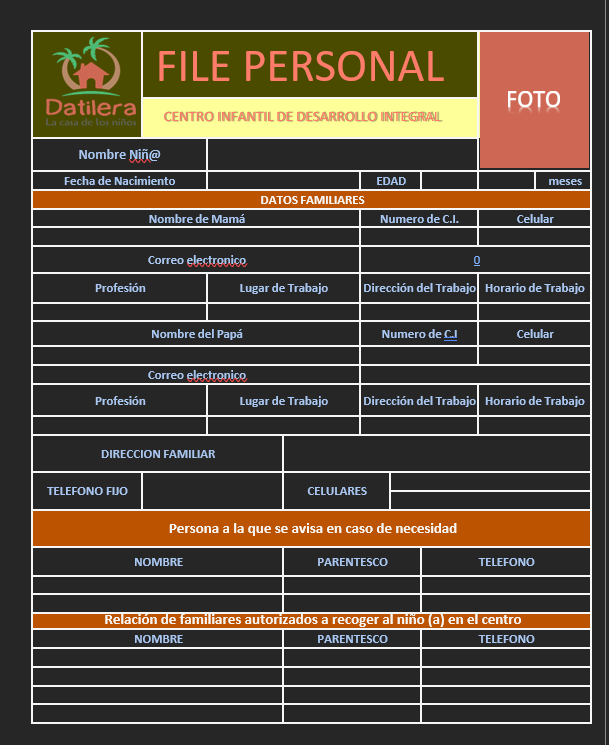 Datilera
La casa de los niños
FILE PERSONAL
CENTRO INFANTIL DE DESARROLLO INTEGRAL
FOTO
Nombre Niñ@
Fecha de Nacimiento EDAD meses
DATOS FAMILIARES
Nombre de Mamá Numero de C.I. Celular
Correo electronico 0
Profesión Lugar de Trabajo Dirección del Trabajo Horario de Trabajo
Nombre del Papá Numero de C.I Celular
Correo electronico
Profesión Lugar de Trabajo Dirección del Trabajo Horario de Trabajo
DIRECCION FAMILIAR
TELEFONO FIJO CELULARES
Persona a la que se avisa en caso de necesidad
NOMBRE PARENTESCO TELEFONO
Relación de familiares autorizados a recoger al niño (a) en el centro
NOMBRE PARENTESCO TELEFONO